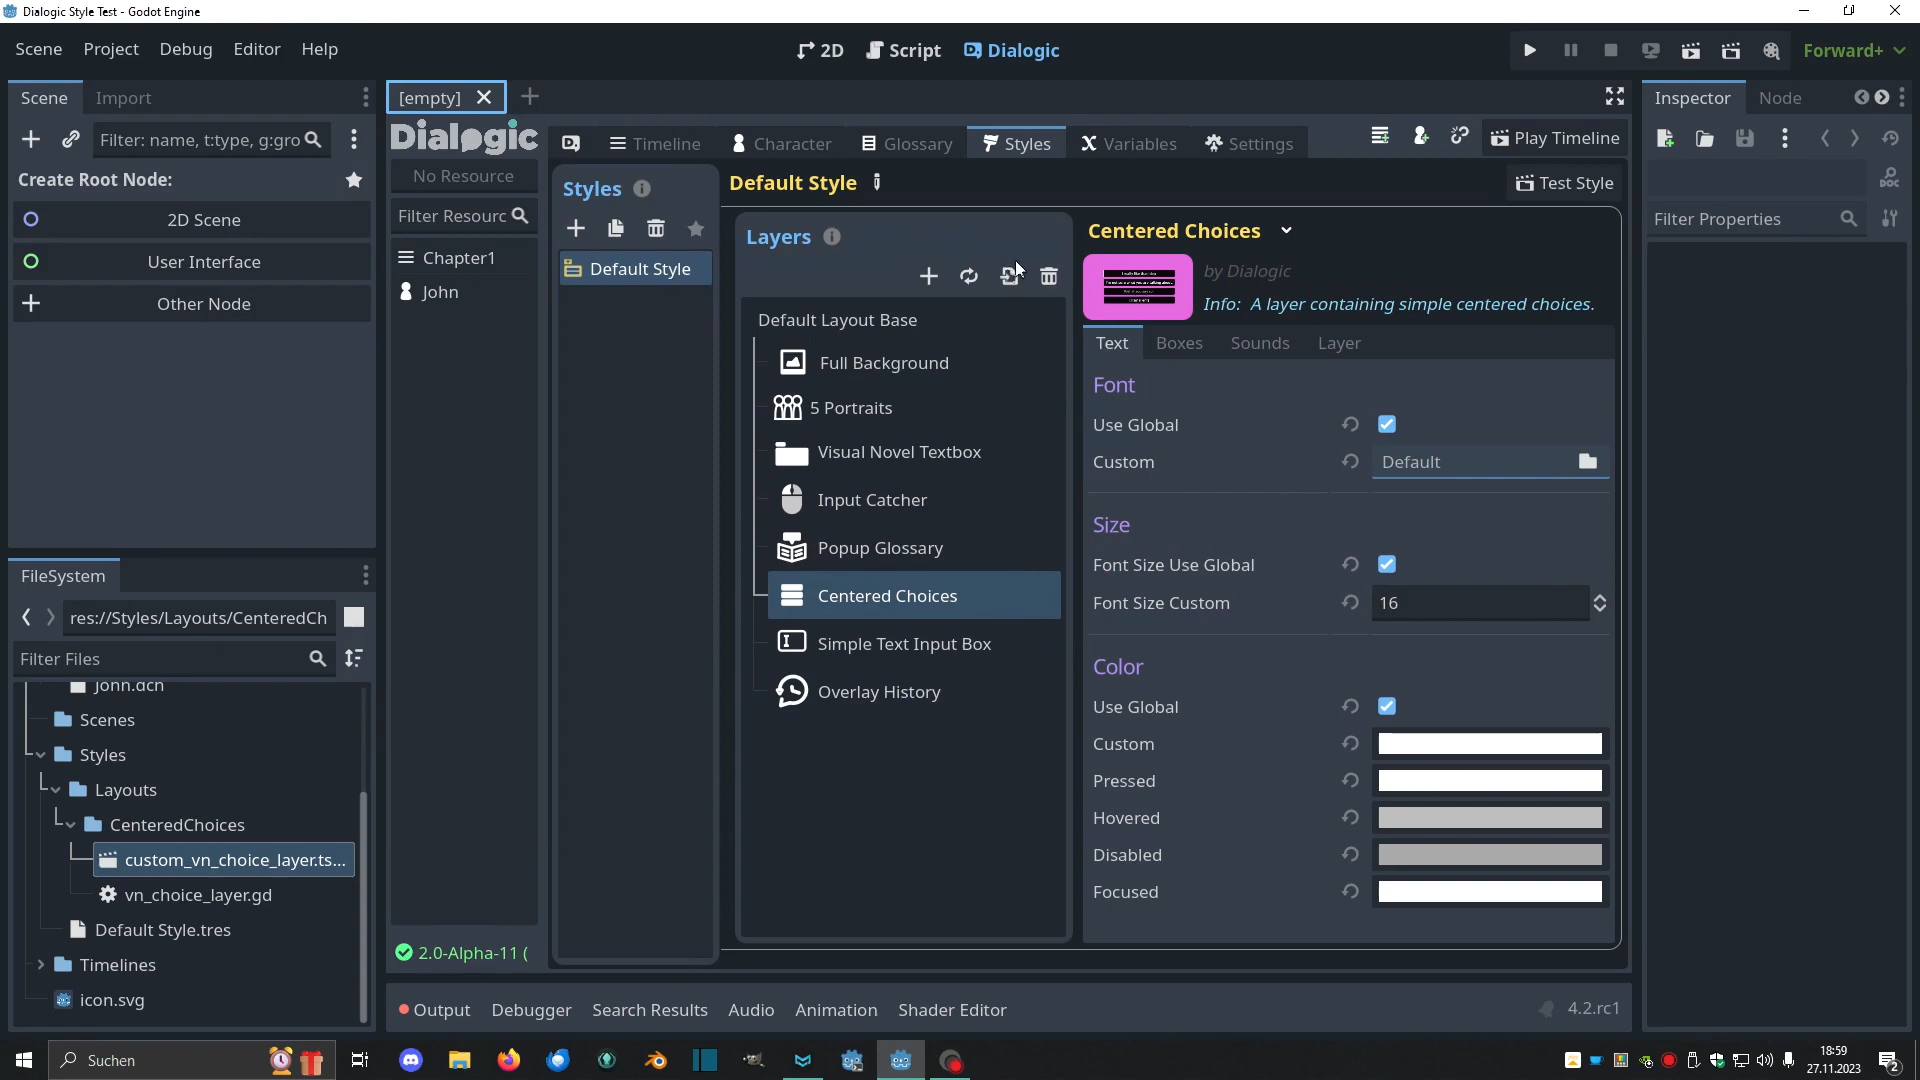 Dialogic Style Test - Godot Engine
Scene Project Debug Editor Help
2D Script Dialogic
Forward+
Scene Import
Filter: name, t:type, g:gro
Create Root Node:
2D Scene
User Interface
Other Node
FileSystem
res://Styles/Layouts/CenteredCh
Filter Files
John.dch
Scenes
Styles
Layouts
CenteredChoices
custom_vn_choice_layer.ts...
vn_choice_layer.gd
Default Style.tres
Timelines
icon.svg
[empty]
Dialogic
Timeline Character Glossary Styles Variables Settings
Play Timeline
No Resource
Filter Resourc
Chapter1
John
2.0-Alpha-11 (
Styles
Default Style
Default Style
Test Style
Layers
Default Layout Base
Full Background
5 Portraits
Visual Novel Textbox
Input Catcher
Popup Glossary
Centered Choices
Simple Text Input Box
Overlay History
Centered Choices
by Dialogic
Info: A layer containing simple centered choices.
Text Boxes Sounds Layer
Font
Use Global
Custom Default
Size
Font Size Use Global
Font Size Custom 16
Color
Use Global
Custom
Pressed
Hovered
Disabled
Focused
Output Debugger Search Results Audio Animation Shader Editor
4.2.rc1
Inspector Node
DOC
Filter Properties
Suchen
18:59
27.11.2023
2